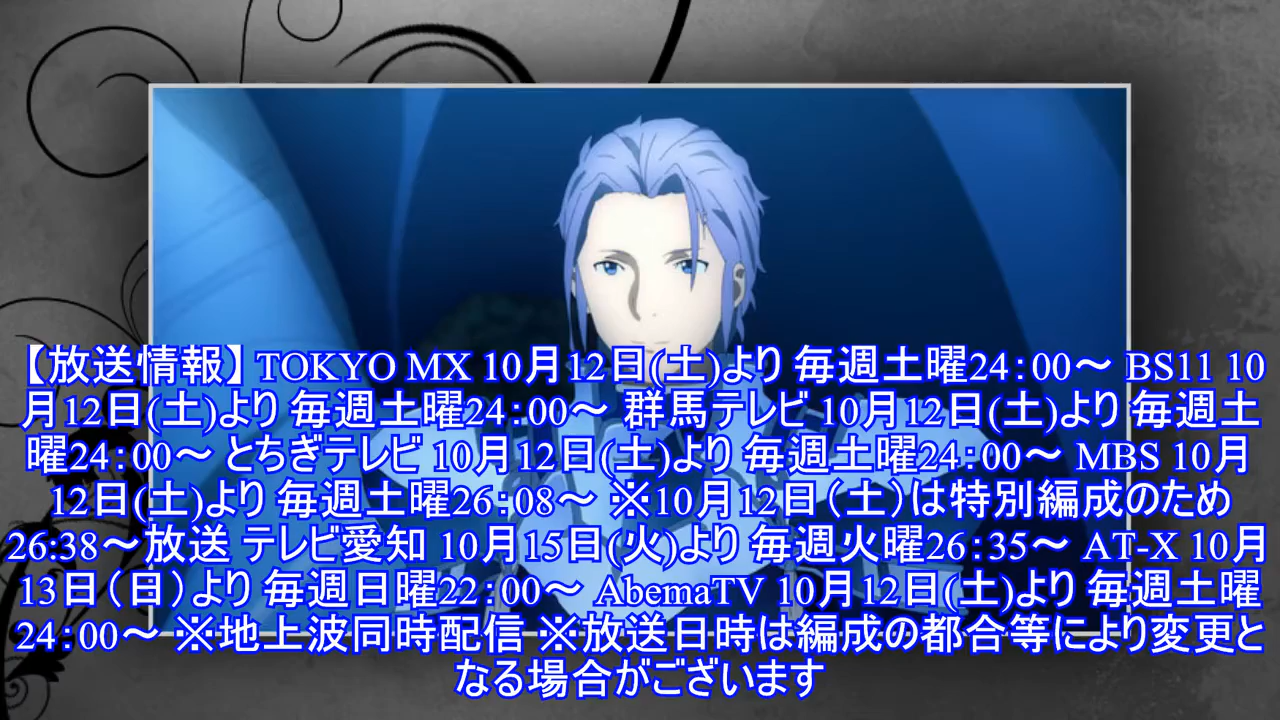 【放送情報】 TOKYO MX 10月12日(土)より 毎週土曜24：00～ BS11 10
月12日(土)より 毎週土曜24：00～ 群馬テレビ 10月12日(土)より 毎週土
曜24：00～ とちぎテレビ 10月12日(土)より 毎週土曜24：00～ MBS 10月
12日(土)より 毎週土曜26：08～ ※10月12日（土）は特別編成のため
26:38～放送 テレビ愛知 10月15日(火)より 毎週火曜26：35～ AT-X 10月
13日（日）より 毎週日曜22：00～ AbemaTV 10月12日(土)より 毎週土曜
24：00～ ※地上波同時配信 ※放送日時は編成の都合等により変更と
なる場合がございます